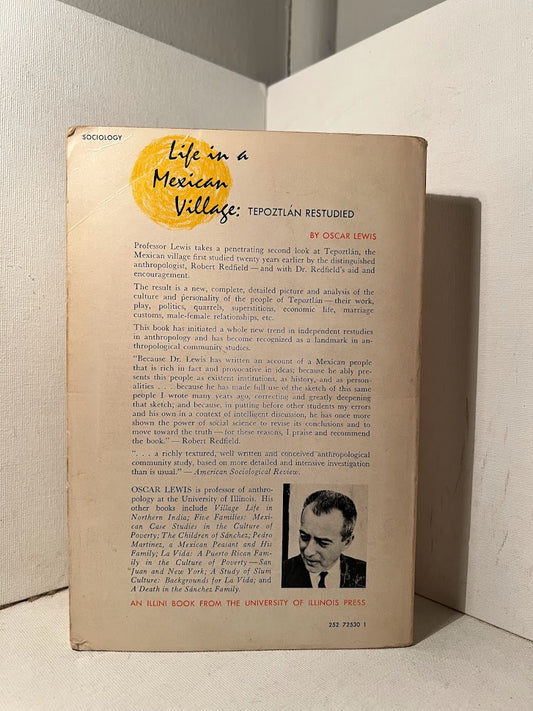 SOCIOLOGY
Life in a
Mexican
Village: TEPOZTLÁN RESTUDIED
BY OSCAR LEWIS
Professor Lewis takes a penetrating second look at Tepoztlán, the
Mexican village first studied twenty years earlier by the distinguished
anthropologist, Robert Redfield — and with Dr. Redfield's aid and
encouragement.
The result is a new, complete, detailed picture and analysis of the
culture and personality of the people of Tepoztlán — their work,
play, politics, quarrels, superstitions, economic life, marriage
customs, male-female relationships, etc.
This book has initiated a whole new trend in independent restudies
in anthropology and has become recognized as a landmark in an-
thropological community studies.
"Because Dr. Lewis has written an account of a Mexican people
that is rich in fact and provocative in ideas; because he ably pre-
sents this people as existent institutions, as history, and as person-
alities . . . . because he has made full use of the sketch of this same
people I wrote many years ago, correcting and greatly deepening
that sketch; and because, in putting before other students my errors
and his own in a context of intelligent discussion, he has once more
shown the power of social science to revise its conclusions and to
move toward the truth — for these reasons, I praise and recommend
the book." — Robert Redfield.
". . . a richly textured, well written and conceived anthropological
community study, based on more detailed and intensive investigation
than is usual." — American Sociological Review.
OSCAR LEWIS is professor of anthro-
pology at the University of Illinois. His
other books include Village Life in
Northern India; Five Families: Mexi-
can Case Studies in the Culture of
Poverty; The Children of Sánchez; Pedro
Martínez, a Mexican Peasant and His
Family; La Vida: A Puerto Rican Fam-
ily in the Culture of Poverty — San
Juan and New York; A Study of Slum
Culture: Backgrounds for La Vida; and
A Death in the Sánchez Family.
AN ILLINI BOOK FROM THE UNIVERSITY OF ILLINOIS PRESS
252 72530 1